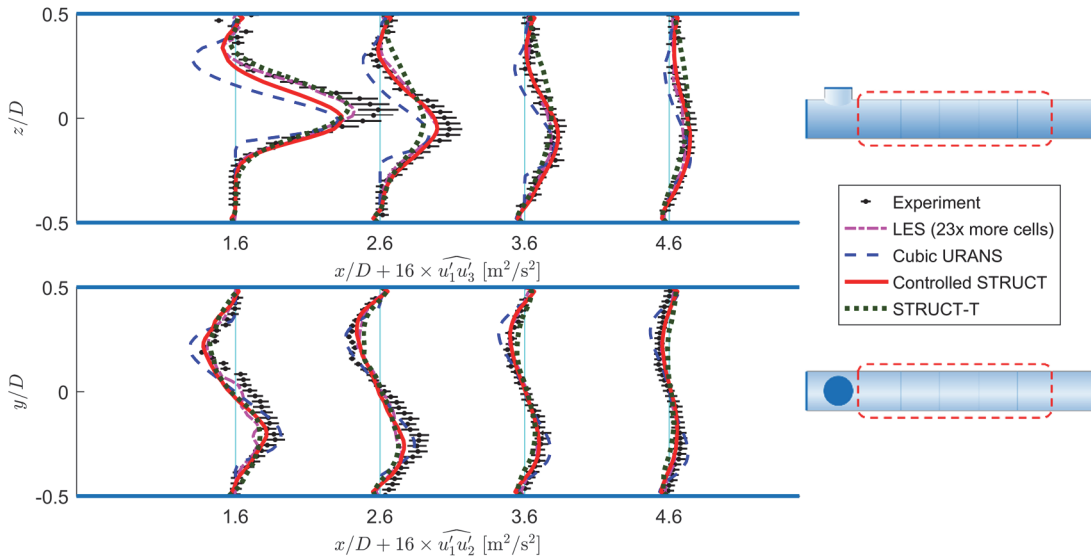 0.5
z/D
0
-0.5
1.6 2.6 3.6 4.6
x/D + 16 × \widehat{u′₁u′₃} [m²/s²]
Experiment
LES (23x more cells)
Cubic URANS
Controlled STRUCT
STRUCT-T
0.5
y/D
0
-0.5
1.6 2.6 3.6 4.6
x/D + 16 × \widehat{u′₁u′₂} [m²/s²]